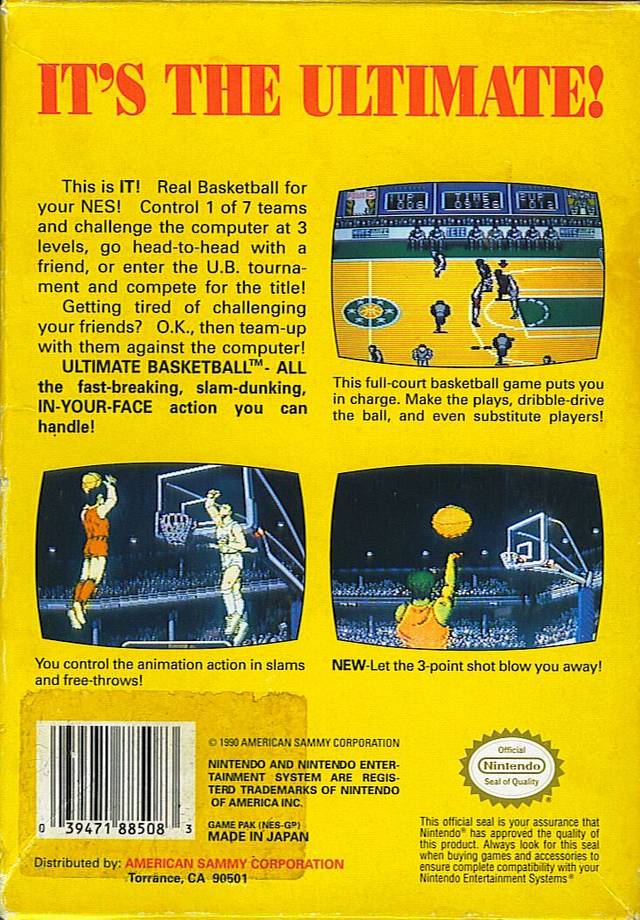 IT'S THE ULTIMATE!
This is IT! Real Basketball for
your NES! Control 1 of 7 teams
and challenge the computer at 3
levels, go head-to-head with a
friend, or enter the U.B. tourna-
ment and compete for the title!
Getting tired of challenging
your friends? O.K., then team-up
with them against the computer!
ULTIMATE BASKETBALL™- ALL
the fast-breaking, slam-dunking,
IN-YOUR-FACE action you can
handle!
This full-court basketball game puts you
in charge. Make the plays, dribble-drive
the ball, and even substitute players!
You control the animation action in slams
and free-throws!
NEW-Let the 3-point shot blow you away!
0 39471 88508 3
© 1990 AMERICAN SAMMY CORPORATION
NINTENDO AND NINTENDO ENTER-
TAINMENT SYSTEM ARE REGIS-
TERD TRADEMARKS OF NINTENDO
OF AMERICA INC.
GAME PAK (NES-GP)
MADE IN JAPAN
Distributed by: AMERICAN SAMMY CORPORATION
Torrance, CA 90501
Official
Nintendo
Seal of Quality
®
This official seal is your assurance that
Nintendo® has approved the quality of
this product. Always look for this seal
when buying games and accessories to
ensure complete compatibility with your
Nintendo Entertainment Systems®